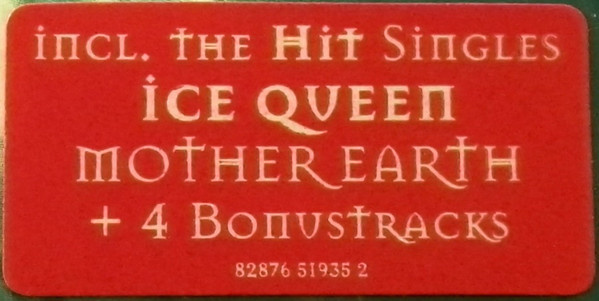 incl. the Hit Singles
ice Queen
Mother Earth
+ 4 Bonustracks
82876 51935 2